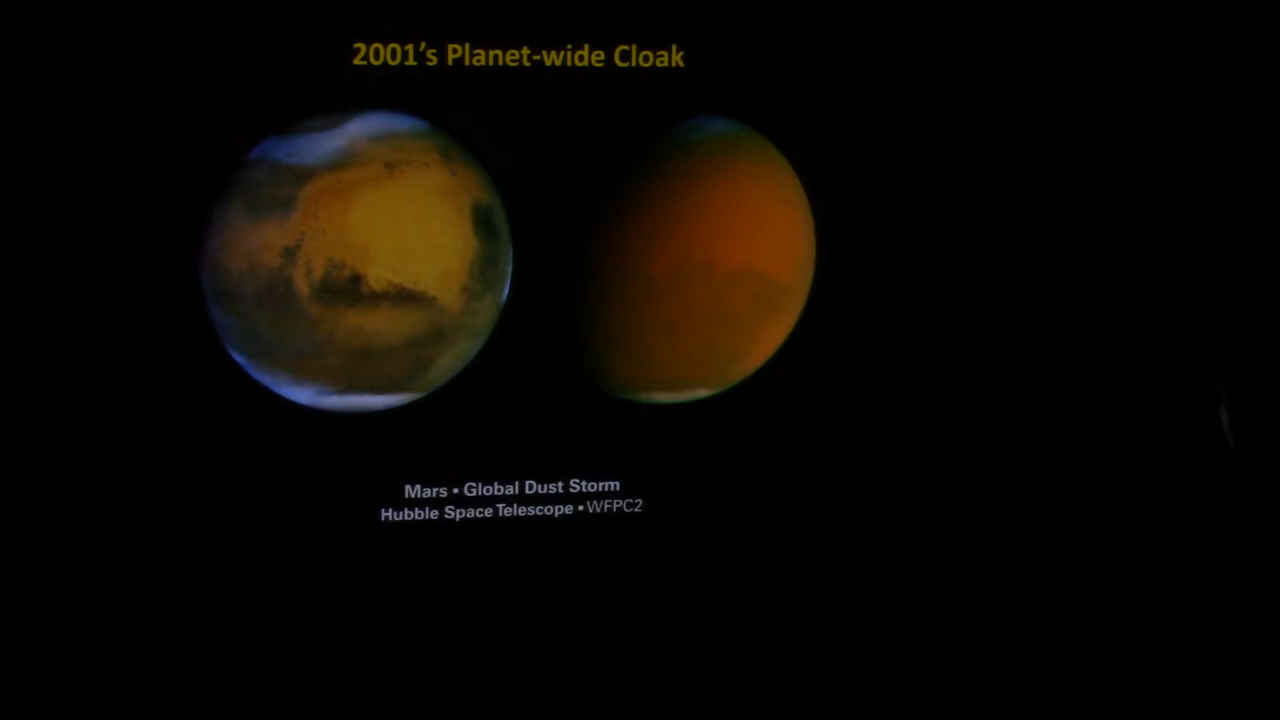 2001’s Planet-wide Cloak
Mars • Global Dust Storm
Hubble Space Telescope • WFPC2